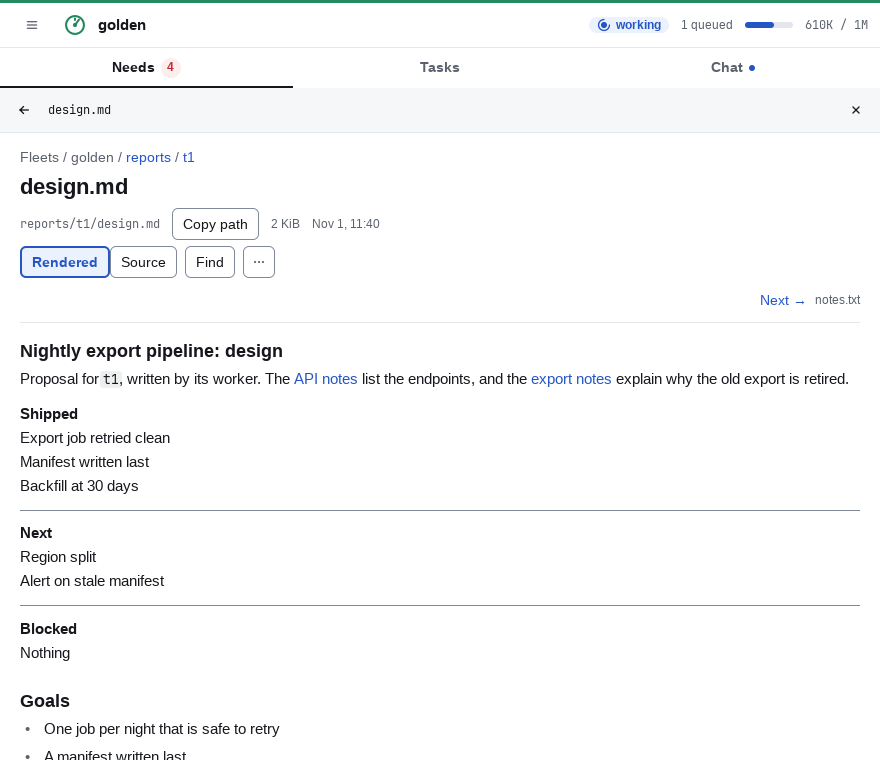 golden
working
1 queued
610K / 1M
Needs 4
Tasks
Chat
design.md
Fleets / golden / reports / t1
design.md
reports/t1/design.md
Copy path
2 KiB
Nov 1, 11:40
Rendered
Source
Find
Next →
notes.txt
Nightly export pipeline: design
Proposal for t1, written by its worker. The API notes list the endpoints, and the export notes explain why the old export is retired.
Shipped
Export job retried clean
Manifest written last
Backfill at 30 days
Next
Region split
Alert on stale manifest
Blocked
Nothing
Goals
• One job per night that is safe to retry
• A manifest written last